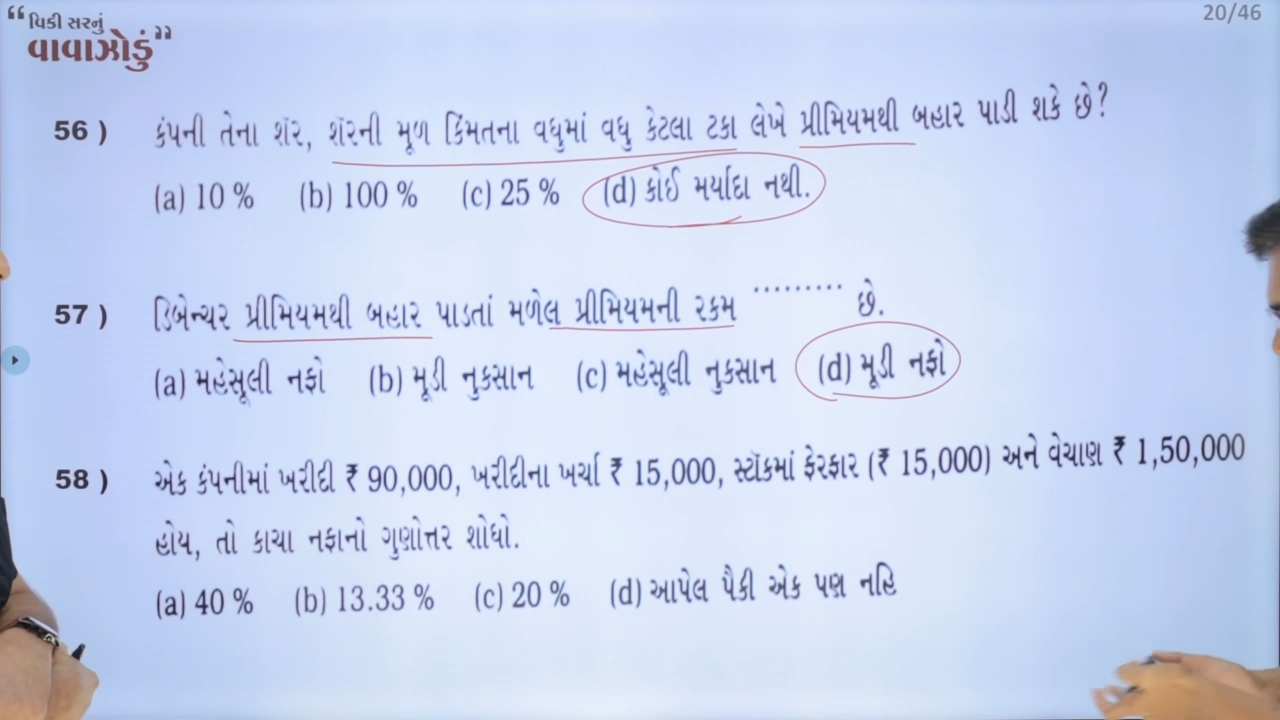 “વિકી સરનું
વાવાઝોડું”
20/46
56 ) કંપની તેના શૅર, શૅરની મૂળ કિંમતના વધુમાં વધુ કેટલા ટકા લેખે પ્રીમિયમથી બહાર પાડી શકે છે?
(a) 10 % (b) 100 % (c) 25 % (d) કોઈ મર્યાદા નથી.
57 ) ડિબેન્ચર પ્રીમિયમથી બહાર પાડતાં મળેલ પ્રીમિયમની રકમ ········· છે.
(a) મહેસૂલી નફો (b) મૂડી નુકસાન (c) મહેસૂલી નુકસાન (d) મૂડી નફો
58 ) એક કંપનીમાં ખરીદી ₹ 90,000, ખરીદીના ખર્ચા ₹ 15,000, સ્ટૉકમાં ફેરફાર (₹ 15,000) અને વેચાણ ₹ 1,50,000
હોય, તો કાચા નફાનો ગુણોત્તર શોધો.
(a) 40 % (b) 13.33 % (c) 20 % (d) આપેલ પૈકી એક પણ નહિ